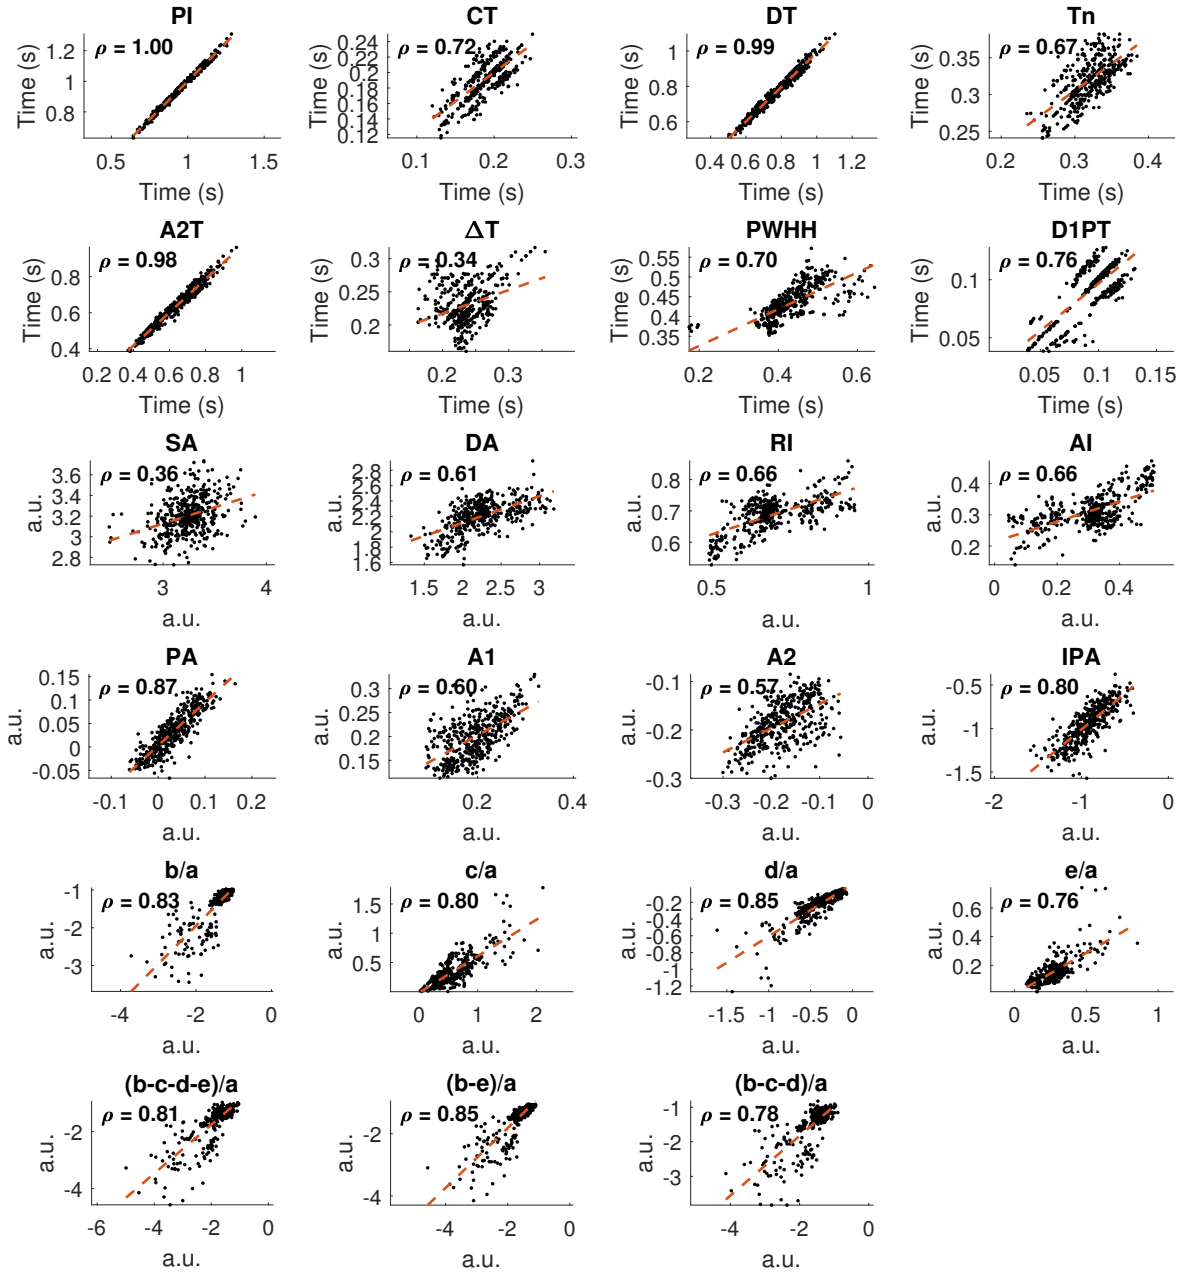 PI
ρ = 1.00
Time (s)
1.2
1
0.8
0.5 1 1.5
Time (s)
CT
ρ = 0.72
Time (s)
0.24
0.22
0.2
0.18
0.16
0.14
0.12
0.1 0.2 0.3
Time (s)
DT
ρ = 0.99
Time (s)
1
0.8
0.6
0.4 0.6 0.8 1 1.2
Time (s)
Tn
ρ = 0.67
Time (s)
0.35
0.3
0.25
0.2 0.3 0.4
Time (s)
A2T
ρ = 0.98
Time (s)
0.8
0.6
0.4
0.2 0.4 0.6 0.8 1
Time (s)
ΔT
ρ = 0.34
Time (s)
0.3
0.25
0.2
0.2 0.3
Time (s)
PWHH
ρ = 0.70
Time (s)
0.55
0.5
0.45
0.4
0.35
0.2 0.4 0.6
Time (s)
D1PT
ρ = 0.76
Time (s)
0.1
0.05
0.05 0.1 0.15
Time (s)
SA
ρ = 0.36
a.u.
3.6
3.4
3.2
3
2.8
3 4
a.u.
DA
ρ = 0.61
a.u.
2.8
2.6
2.4
2.2
2
1.8
1.6
1.5 2 2.5 3
a.u.
RI
ρ = 0.66
a.u.
0.8
0.7
0.6
0.5 1
a.u.
AI
ρ = 0.66
a.u.
0.4
0.3
0.2
0 0.2 0.4
a.u.
PA
ρ = 0.87
a.u.
0.15
0.1
0.05
0
-0.05
-0.1 0 0.1 0.2
a.u.
A1
ρ = 0.60
a.u.
0.3
0.25
0.2
0.15
0.2 0.4
a.u.
A2
ρ = 0.57
a.u.
-0.1
-0.2
-0.3
-0.3 -0.2 -0.1 0
a.u.
IPA
ρ = 0.80
a.u.
-0.5
-1
-1.5
-2 -1 0
a.u.
b/a
ρ = 0.83
a.u.
-1
-2
-3
-4 -2 0
a.u.
c/a
ρ = 0.80
a.u.
1.5
1
0.5
0 1 2
a.u.
d/a
ρ = 0.85
a.u.
-0.2
-0.4
-0.6
-0.8
-1
-1.2
-1.5 -1 -0.5 0
a.u.
e/a
ρ = 0.76
a.u.
0.6
0.4
0.2
0 0.5 1
a.u.
(b-c-d-e)/a
ρ = 0.81
a.u.
-2
-4
-6 -4 -2 0
a.u.
(b-e)/a
ρ = 0.85
a.u.
-2
-4
-4 -2 0
a.u.
(b-c-d)/a
ρ = 0.78
a.u.
-1
-2
-3
-4 -2 0
a.u.